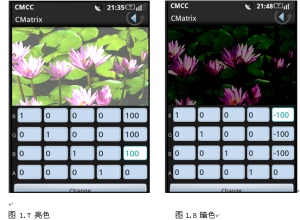 CMCC 21:35
CMatrix
R 1 0 0 0 100
G 0 1 0 0 100
B 0 0 1 0 100
A 0 0 0 1 0
Change
CMCC 21:48
CMatrix
R 1 0 0 0 -100
G 0 1 0 0 -100
B 0 0 1 0 -100
A 0 0 0 1 0
图 1.7 亮色
图 1.8 暗色